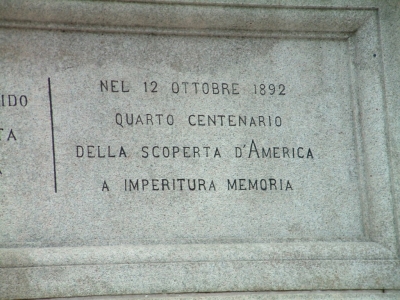 NEL 12 OTTOBRE 1892
QUARTO CENTENARIO
DELLA SCOPERTA D'AMERICA
A IMPERITURA MEMORIA